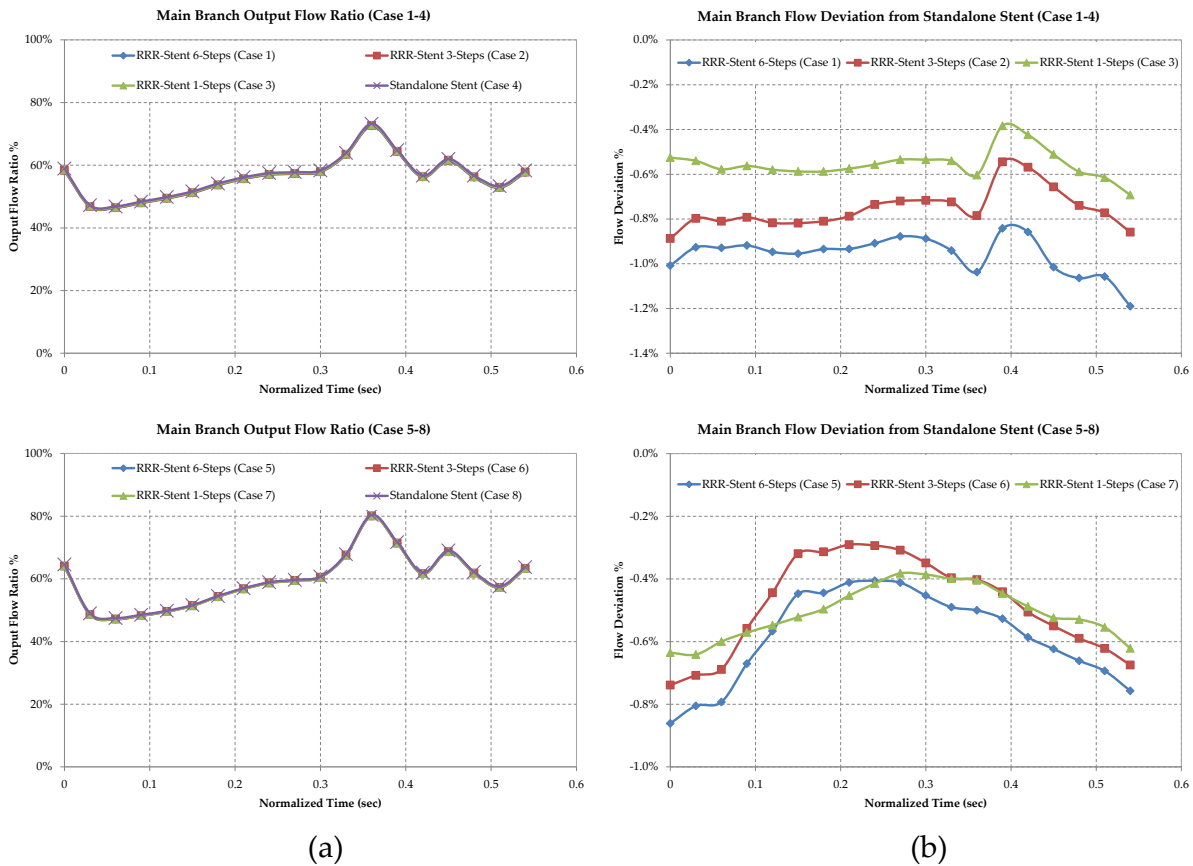 Main Branch Output Flow Ratio (Case 1-4)
100%
80%
60%
40%
20%
0%
Ouput Flow Ratio %
RRR-Stent 6-Steps (Case 1)
RRR-Stent 3-Steps (Case 2)
RRR-Stent 1-Steps (Case 3)
Standalone Stent (Case 4)
0 0.1 0.2 0.3 0.4 0.5 0.6
Normalized Time (sec)
Main Branch Flow Deviation from Standalone Stent (Case 1-4)
0.0%
-0.2%
-0.4%
-0.6%
-0.8%
-1.0%
-1.2%
-1.4%
Flow Deviation %
RRR-Stent 6-Steps (Case 1) RRR-Stent 3-Steps (Case 2) RRR-Stent 1-Steps (Case 3)
0 0.1 0.2 0.3 0.4 0.5 0.6
Normalized Time (sec)
Main Branch Output Flow Ratio (Case 5-8)
100%
80%
60%
40%
20%
0%
Ouput Flow Ratio %
RRR-Stent 6-Steps (Case 5)
RRR-Stent 3-Steps (Case 6)
RRR-Stent 1-Steps (Case 7)
Standalone Stent (Case 8)
0 0.1 0.2 0.3 0.4 0.5 0.6
Normalized Time (sec)
Main Branch Flow Deviation from Standalone Stent (Case 5-8)
0.0%
-0.2%
-0.4%
-0.6%
-0.8%
-1.0%
Flow Deviation %
RRR-Stent 6-Steps (Case 5) RRR-Stent 3-Steps (Case 6) RRR-Stent 1-Steps (Case 7)
0 0.1 0.2 0.3 0.4 0.5 0.6
Normalized Time (sec)
(a)
(b)